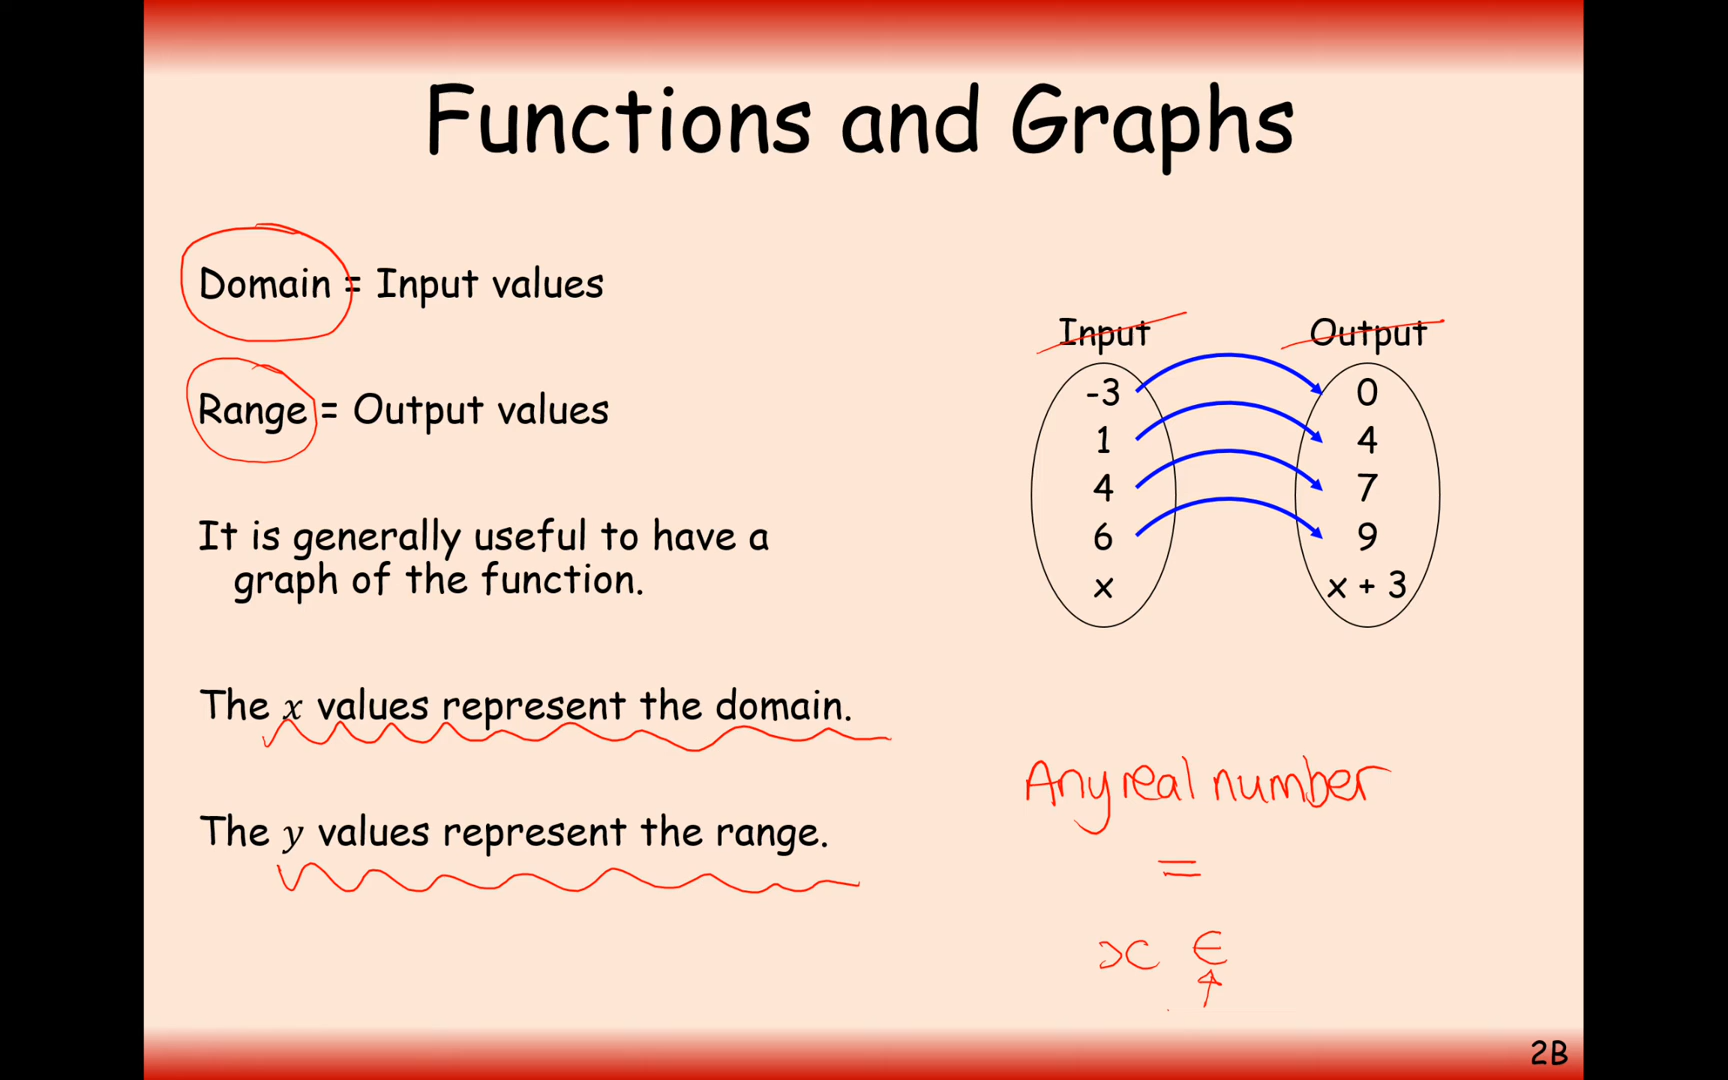 Functions and Graphs
Domain = Input values
Range = Output values
It is generally useful to have a
graph of the function.
The x values represent the domain.
The y values represent the range.
Input Output
-3 0
1 4
4 7
6 9
x x + 3
Any real number
=
x ∈
2B